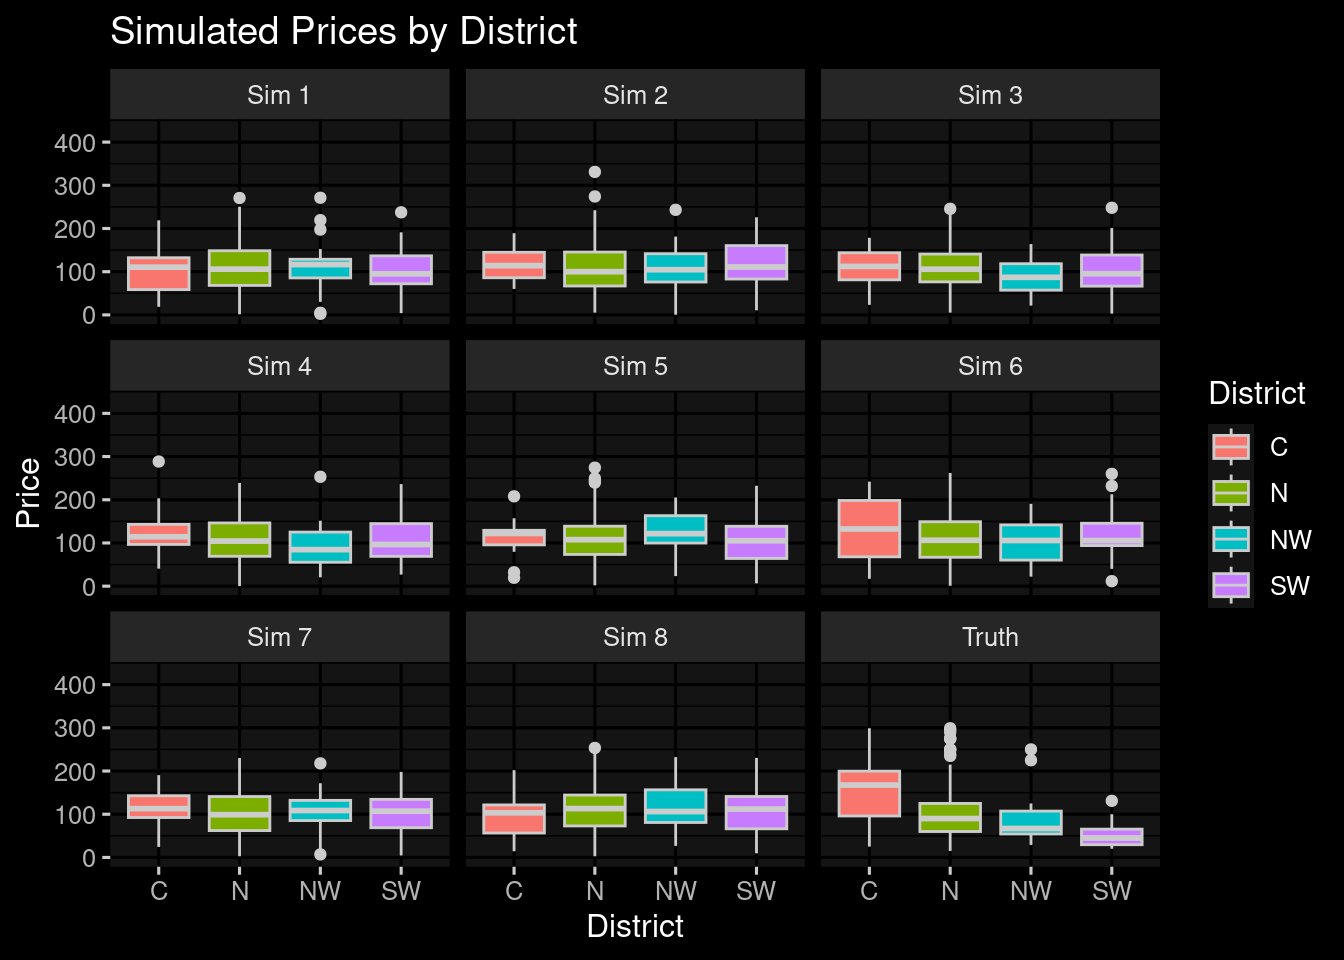 Simulated Prices by District
Sim 1
Sim 2
Sim 3
400
300
200
100
0
Sim 4
Sim 5
Sim 6
400
300
200
100
0
Sim 7
Sim 8
Truth
400
300
200
100
0
C N NW SW
C N NW SW
C N NW SW
District
Price
District
C
N
NW
SW